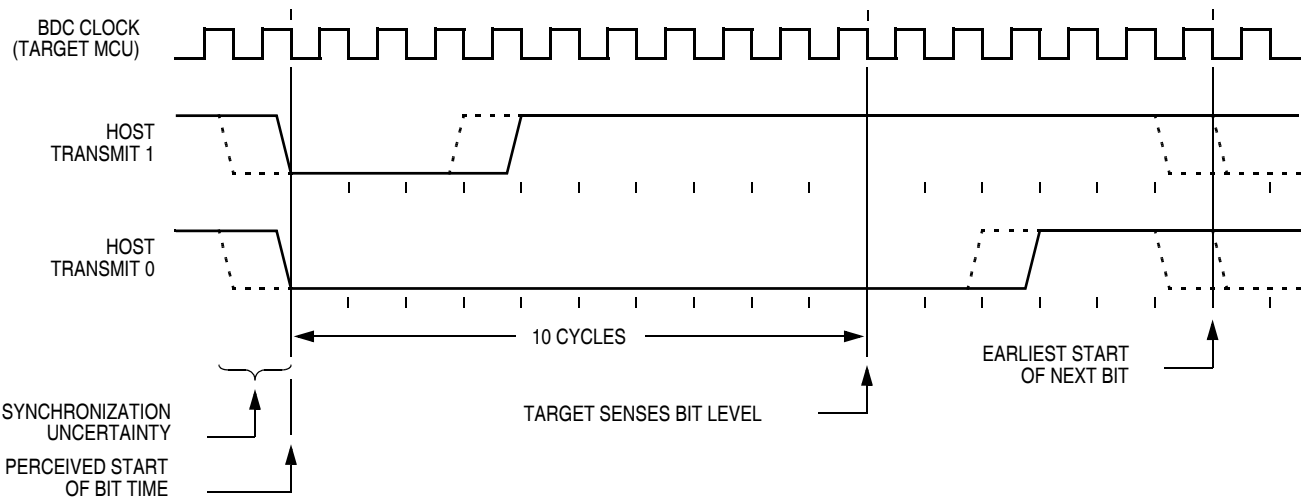 BDC CLOCK
(TARGET MCU)
HOST
TRANSMIT 1
HOST
TRANSMIT 0
10 CYCLES
EARLIEST START
OF NEXT BIT
SYNCHRONIZATION
UNCERTAINTY
TARGET SENSES BIT LEVEL
PERCEIVED START
OF BIT TIME